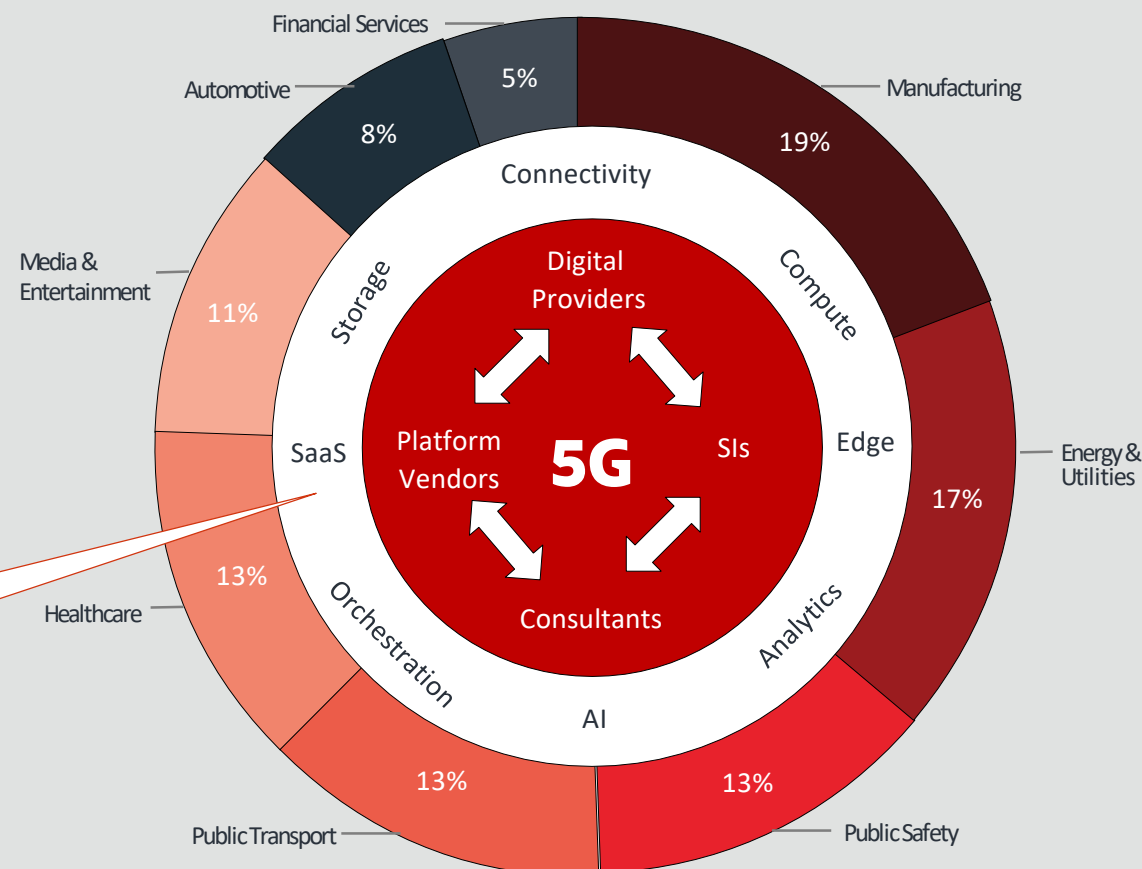 Financial Services
5%
Automotive
8%
Manufacturing
19%
Connectivity
Media &
Entertainment
11%
Storage
Compute
Digital
Providers
SaaS
Platform
Vendors
5G
SIs
Edge
Energy &
Utilities
17%
Healthcare
13%
Orchestration
Consultants
Analytics
AI
Public Transport
13%
13%
Public Safety